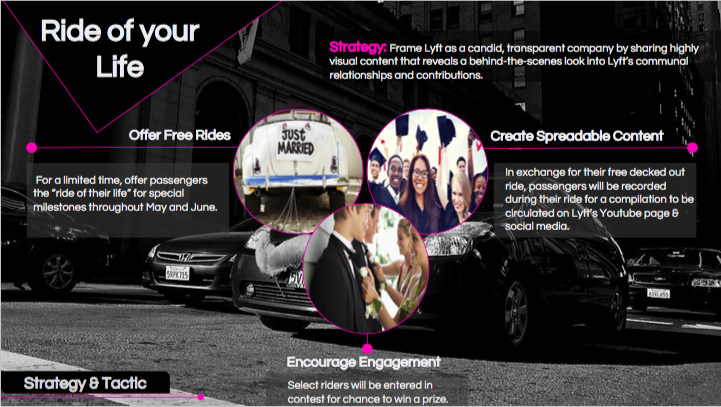 Ride of your
Life
Strategy: Frame Lyft as a candid, transparent company by sharing highly
visual content that reveals a behind-the-scenes look into Lyft's communal
relationships and contributions.
Offer Free Rides
For a limited time, offer passengers
the "ride of their life" for special
milestones throughout May and June.
JUST
MARRIED
Create Spreadable Content
In exchange for their free decked out
ride, passengers will be recorded
during their ride for a compilation to be
circulated on Lyft's Youtube page &
social media.
5BPK715
Encourage Engagement
Select riders will be entered in
contest for chance to win a prize.
Strategy & Tactic